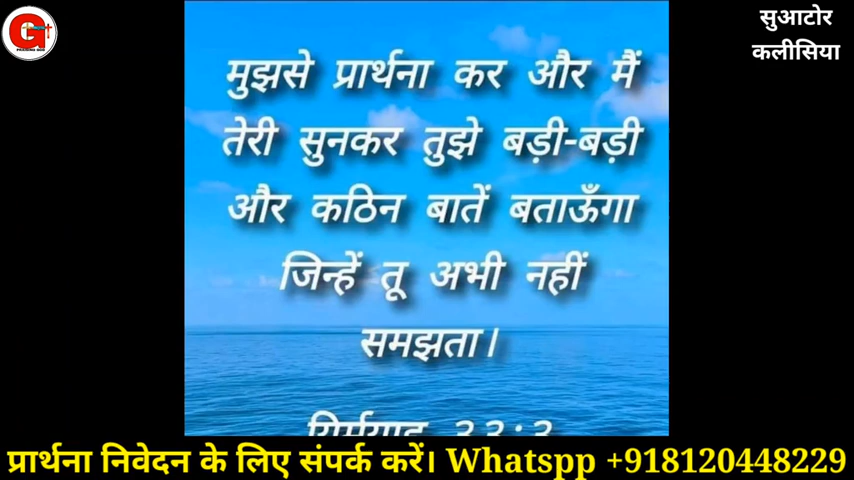 सुआटोर
कलीसिया
मुझसे प्रार्थना कर और मैं
तेरी सुनकर तुझे बड़ी-बड़ी
और कठिन बातें बताऊँगा
जिन्हें तू अभी नहीं
समझता।
प्रार्थना निवेदन के लिए संपर्क करें। Whatspp +918120448229